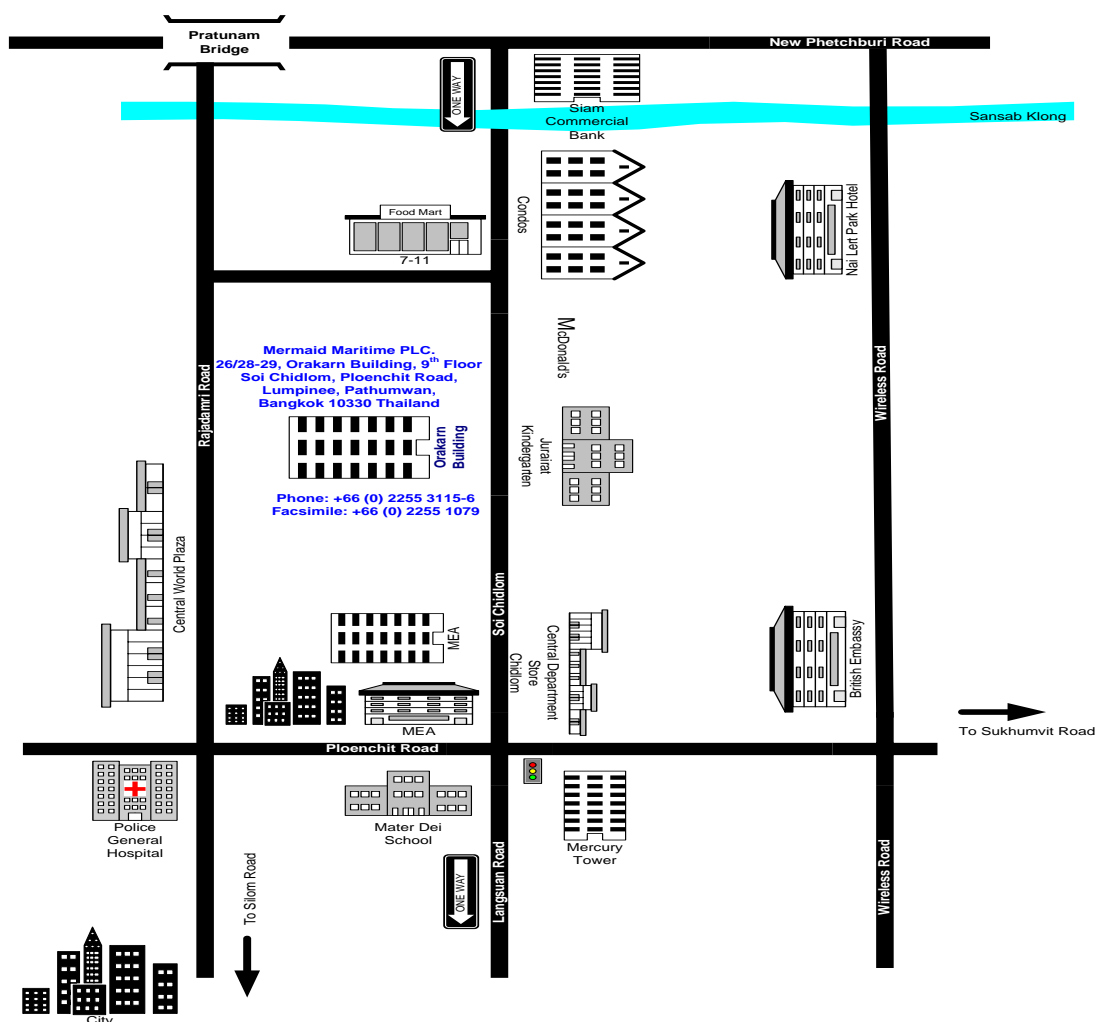 Pratunam
Bridge
New Phetchburi Road
ONE WAY
Siam
Commercial
Bank
Sansab Klong
Condos
Food Mart
7-11
Nai Lert Park Hotel
McDonald's
Mermaid Maritime PLC.
26/28-29, Orakarn Building, 9th Floor
Soi Chidlom, Ploenchit Road,
Lumpinee, Pathumwan,
Bangkok 10330 Thailand
Rajadamri Road
Wireless Road
Orakarn
Building
Jurairat
Kindergarten
Phone: +66 (0) 2255 3115-6
Facsimile: +66 (0) 2255 1079
Central World Plaza
Soi Chidlom
MEA
Central Department
Store
Chidlom
British Embassy
MEA
To Sukhumvit Road
Ploenchit Road
Police
General
Hospital
Mater Dei
School
Mercury
Tower
To Silom Road
ONE WAY
Langsuan Road
Wireless Road
City